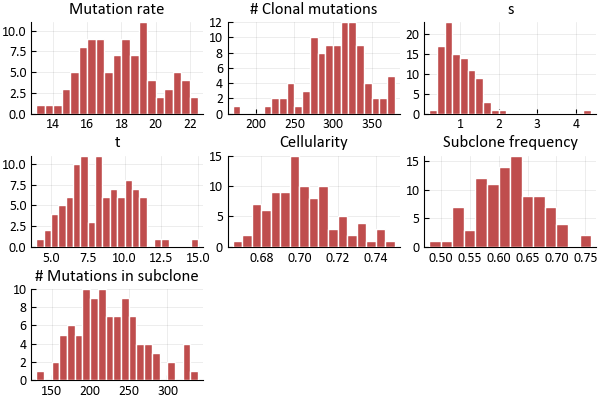 Mutation rate
10.0
7.5
5.0
2.5
0.0
14 16 18 20 22
# Clonal mutations
12
10
8
6
4
2
0
200 250 300 350
s
20
15
10
5
0
1 2 3 4
t
10.0
7.5
5.0
2.5
0.0
5.0 7.5 10.0 12.5 15.0
Cellularity
15
10
5
0
0.68 0.70 0.72 0.74
Subclone frequency
15
10
5
0
0.50 0.55 0.60 0.65 0.70 0.75
# Mutations in subclone
10
8
6
4
2
0
150 200 250 300